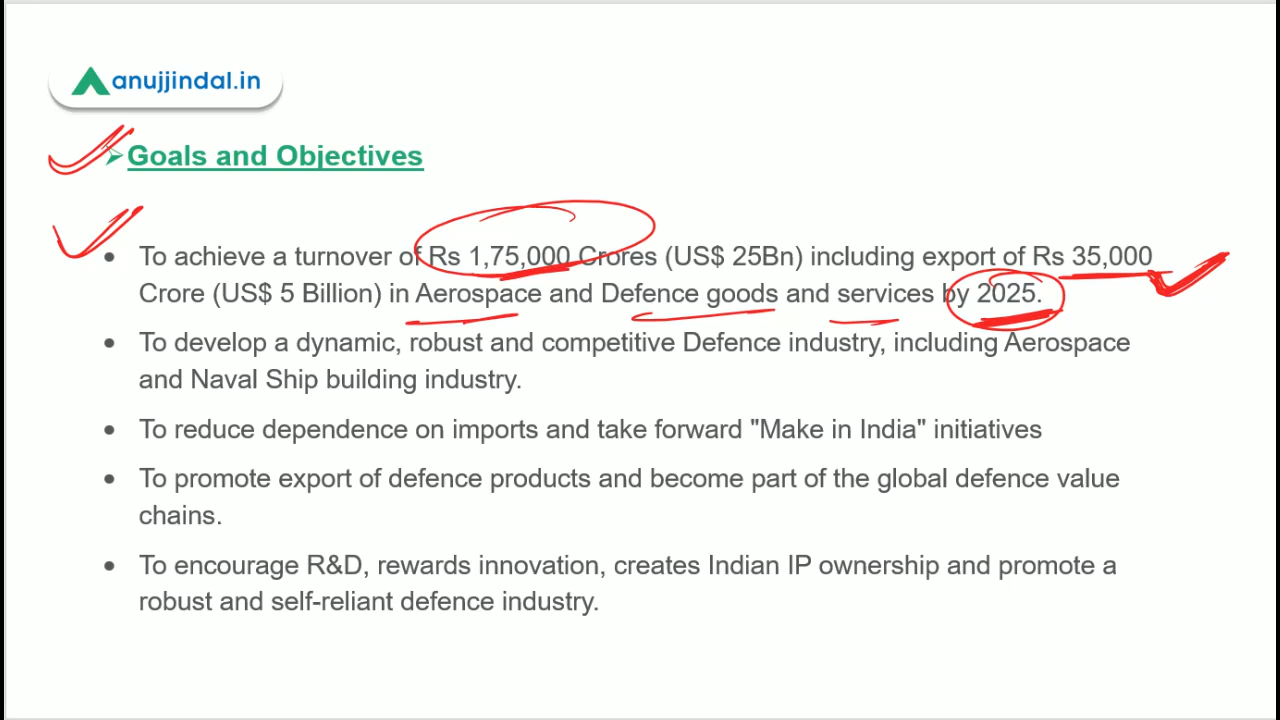 anujjindal.in
Goals and Objectives
To achieve a turnover of Rs 1,75,000 Crores (US$ 25Bn) including export of Rs 35,000
Crore (US$ 5 Billion) in Aerospace and Defence goods and services by 2025.
To develop a dynamic, robust and competitive Defence industry, including Aerospace
and Naval Ship building industry.
To reduce dependence on imports and take forward "Make in India" initiatives
To promote export of defence products and become part of the global defence value
chains.
To encourage R&D, rewards innovation, creates Indian IP ownership and promote a
robust and self-reliant defence industry.